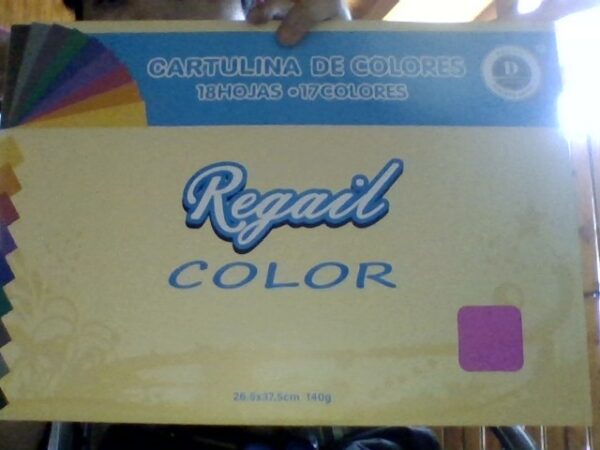 CARTULINA DE COLORES
18HOJAS • 17COLORES
D
Regail
COLOR
26.5x37.5cm 140g